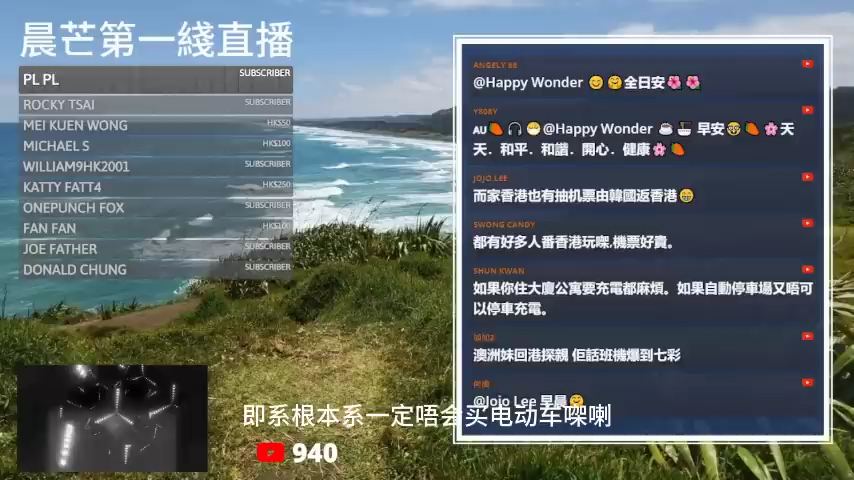 晨芒第一綫直播
PL PL SUBSCRIBER
ROCKY TSAI SUBSCRIBER
MEI KUEN WONG HK$50
MICHAEL S HK$100
WILLIAM9HK2001 SUBSCRIBER
KATTY FATT4 HK$250
ONEPUNCH FOX SUBSCRIBER
FAN FAN HK$100
JOE FATHER SUBSCRIBER
DONALD CHUNG SUBSCRIBER
ANGELY BE
@Happy Wonder 😊🤗全日安🌸🌸
Y808Y
AU🥕🎧😷@Happy Wonder ☕ 早安🤓🥕🌸天
天．和平．和諧．開心．健康🌸🥕
JOJO LEE
而家香港也有抽机票由韓國返香港😁
SWONG CANDY
都有好多人番香港玩㗎.機票好貴。
SHUN KWAN
如果你住大廈公寓要充電都麻煩。如果自動停車場又唔可
以停車充電。
澳洲妹回港探親 佢話班機爆到七彩
@Jojo Lee 早晨🤗
即系根本系一定唔会买电动车㗎喇
940